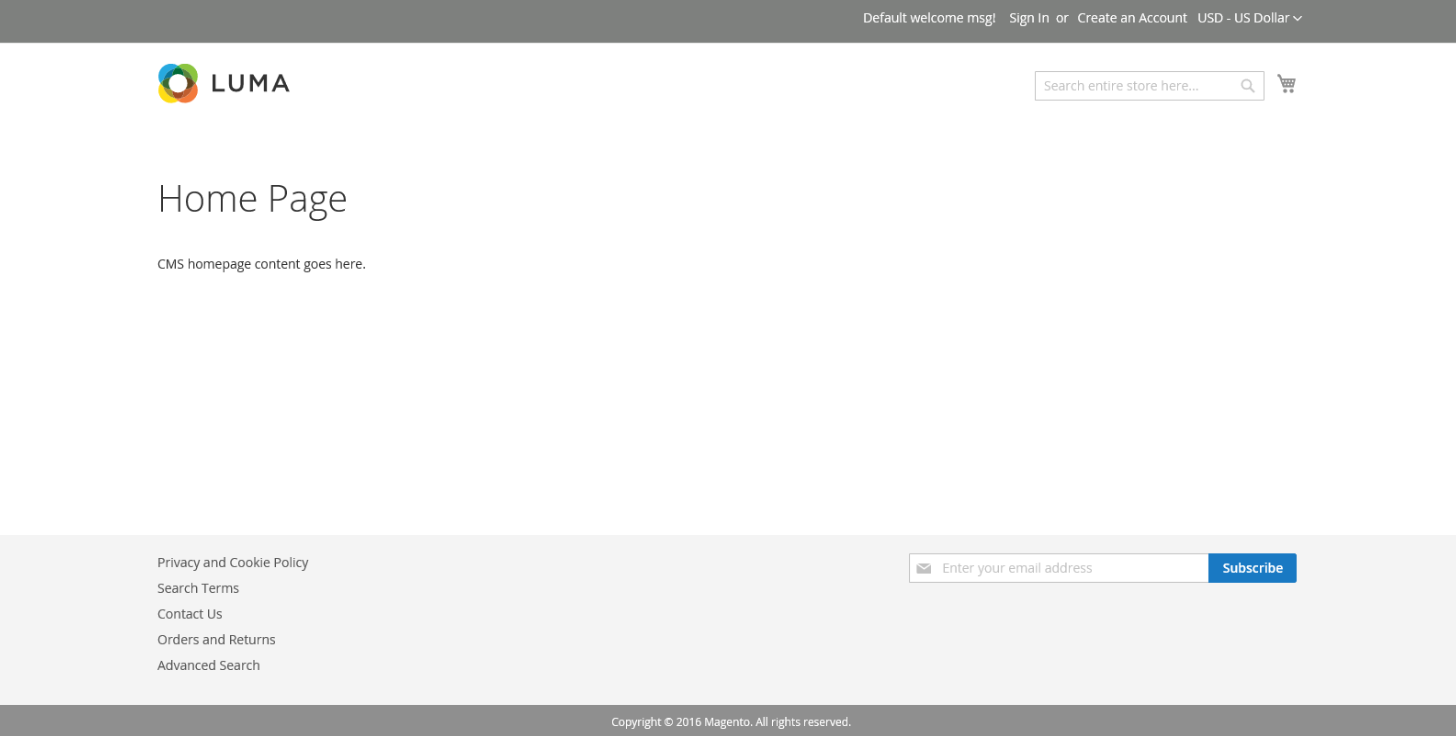 Default welcome msg! Sign In or Create an Account USD - US Dollar
LUMA
Search entire store here...
Home Page
CMS homepage content goes here.
Privacy and Cookie Policy
Search Terms
Contact Us
Orders and Returns
Advanced Search
Enter your email address
Subscribe
Copyright © 2016 Magento. All rights reserved.